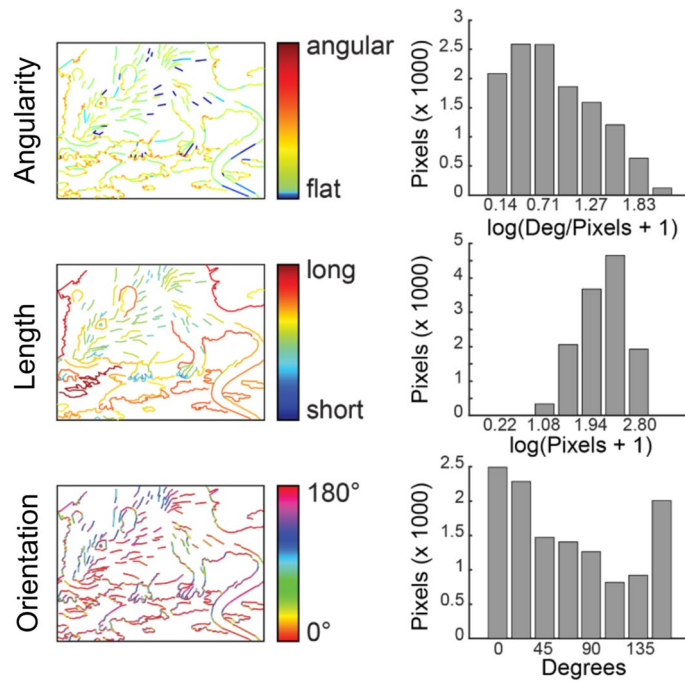 Angularity
angular
flat
Pixels (x 1000)
3
2.5
2
1.5
1
0.5
0
0.14 0.71 1.27 1.83
log(Deg/Pixels + 1)
Length
long
short
Pixels (x 1000)
5
4
3
2
1
0
0.22 1.08 1.94 2.80
log(Pixels + 1)
Orientation
180°
0°
Pixels (x 1000)
2.5
2
1.5
1
0.5
0
0 45 90 135
Degrees